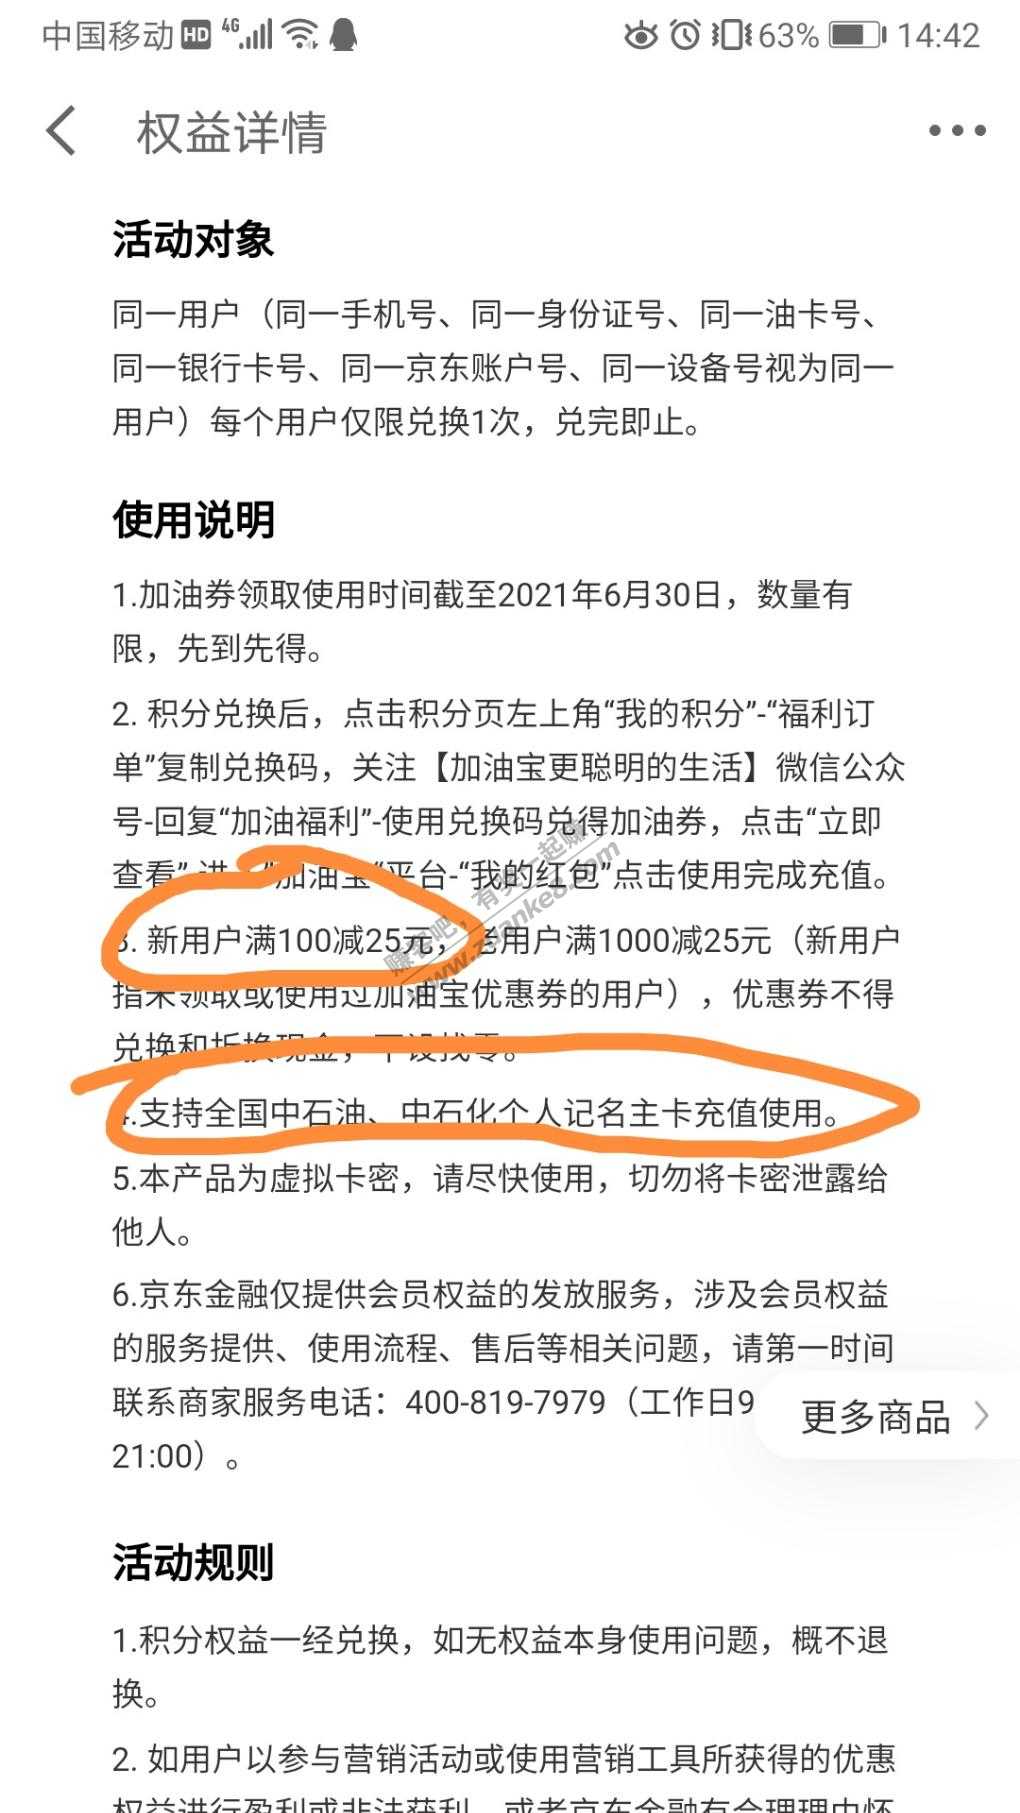 中国移动 HD 4G 63% 14:42
权益详情
活动对象
同一用户（同一手机号、同一身份证号、同一油卡号、
同一银行卡号、同一京东账户号、同一设备号视为同一
用户）每个用户仅限兑换1次，兑完即止。
使用说明
1.加油券领取使用时间截至2021年6月30日，数量有
限，先到先得。
2. 积分兑换后，点击积分页左上角“我的积分”-“福利订
单”复制兑换码，关注【加油宝更聪明的生活】微信公众
号-回复“加油福利”-使用兑换码兑得加油券，点击“立即
查看” 进 “加油宝“平台-“我的红包”点击使用完成充值。
3. 新用户满100减25元，老用户满1000减25元（新用户
指未领取或使用过加油宝优惠券的用户），优惠券不得
兑换和折换现金，不设找零。
4.支持全国中石油、中石化个人记名主卡充值使用。
5.本产品为虚拟卡密，请尽快使用，切勿将卡密泄露给
他人。
6.京东金融仅提供会员权益的发放服务，涉及会员权益
的服务提供、使用流程、售后等相关问题，请第一时间
联系商家服务电话：400-819-7979（工作日9
21:00）。
更多商品
活动规则
1.积分权益一经兑换，如无权益本身使用问题，概不退
换。
2. 如用户以参与营销活动或使用营销工具所获得的优惠
权益进行盈利或非法获利，或者京东金融有合理理由怀
赚客吧，有奖一起赚
www.zuanke8.com